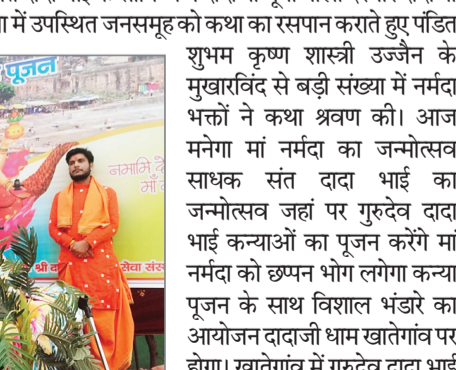 में उपस्थित जनसमूह को कथा का रसपान कराते हुए पंडित
शुभम कृष्ण शास्त्री उज्जैन के
मुखारविंद से बड़ी संख्या में नर्मदा
भक्तों ने कथा श्रवण की। आज
मनेगा मां नर्मदा का जन्मोत्सव
साधक संत दादा भाई का
जन्मोत्सव जहां पर गुरुदेव दादा
भाई कन्याओं का पूजन करेंगे मां
नर्मदा को छप्पन भोग लगेगा कन्या
पूजन के साथ विशाल भंडारे का
आयोजन दादाजी धाम खातेगांव पर
होगा। खातेगांव में गुरुदेव दादा भाई
पूजन
नमामि दे
माँ
श्री
सेवा संस